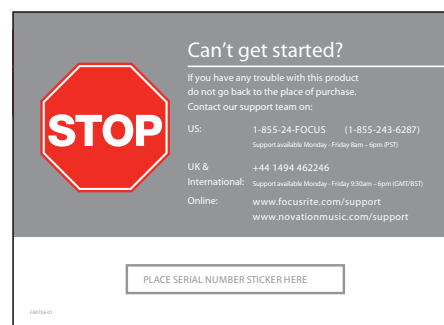 STOP
Can't get started?
If you have any trouble with this product
do not go back to the place of purchase.
Contact our support team on:
US: 1-855-24-FOCUS (1-855-243-6287)
Support available Monday - Friday 8am – 6pm (PST)
UK & +44 1494 462246
International: Support available Monday - Friday 9:30am – 6pm (GMT/BST)
Online: www.focusrite.com/support
www.novationmusic.com/support
PLACE SERIAL NUMBER STICKER HERE